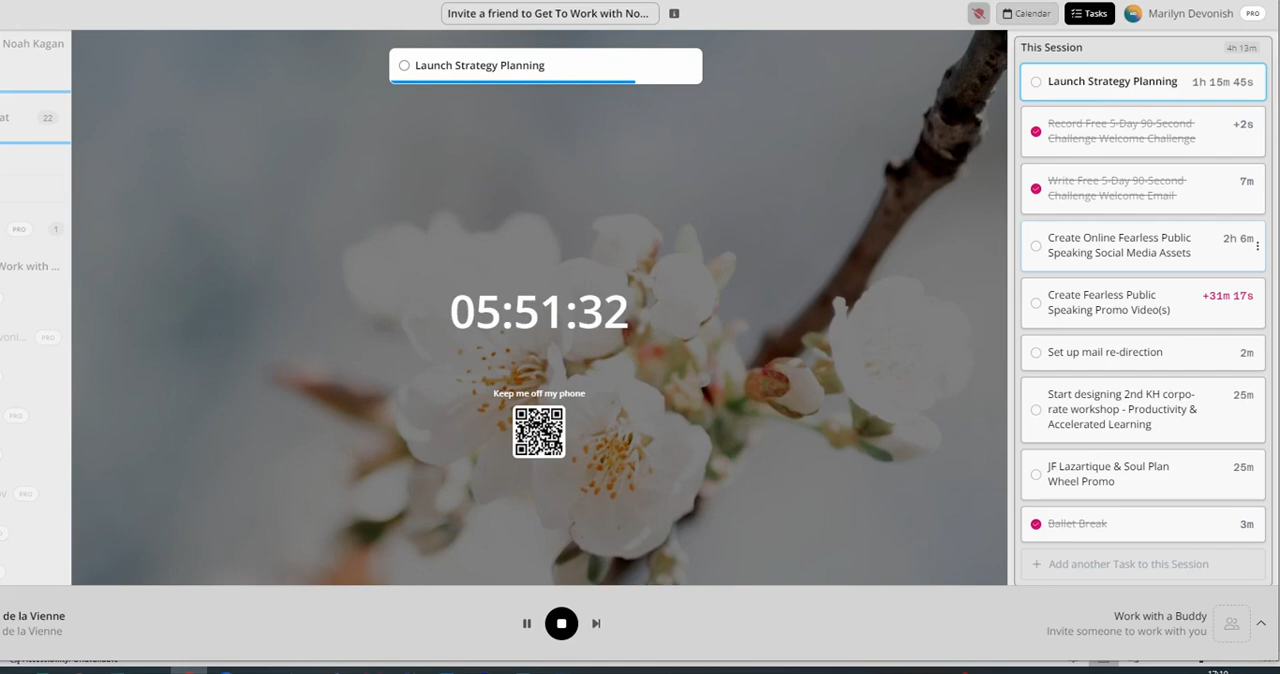 Invite a friend to Get To Work with No...
Calendar
Tasks
Marilyn Devonish
PRO
Noah Kagan
at
22
PRO
1
Work with ...
voni...
PRO
PRO
ov
PRO
Launch Strategy Planning
05:51:32
Keep me off my phone
This Session
4h 13m
Launch Strategy Planning
1h 15m 45s
Record Free 5-Day 90-Second
Challenge Welcome Challenge
+2s
Write Free 5-Day 90-Second
Challenge Welcome Email
7m
Create Online Fearless Public
Speaking Social Media Assets
2h 6m
Create Fearless Public
Speaking Promo Video(s)
+31m 17s
Set up mail re-direction
2m
Start designing 2nd KH corpo-
rate workshop - Productivity &
Accelerated Learning
25m
JF Lazartique & Soul Plan
Wheel Promo
25m
Ballet Break
3m
+ Add another Task to this Session
de la Vienne
de la Vienne
Work with a Buddy
Invite someone to work with you